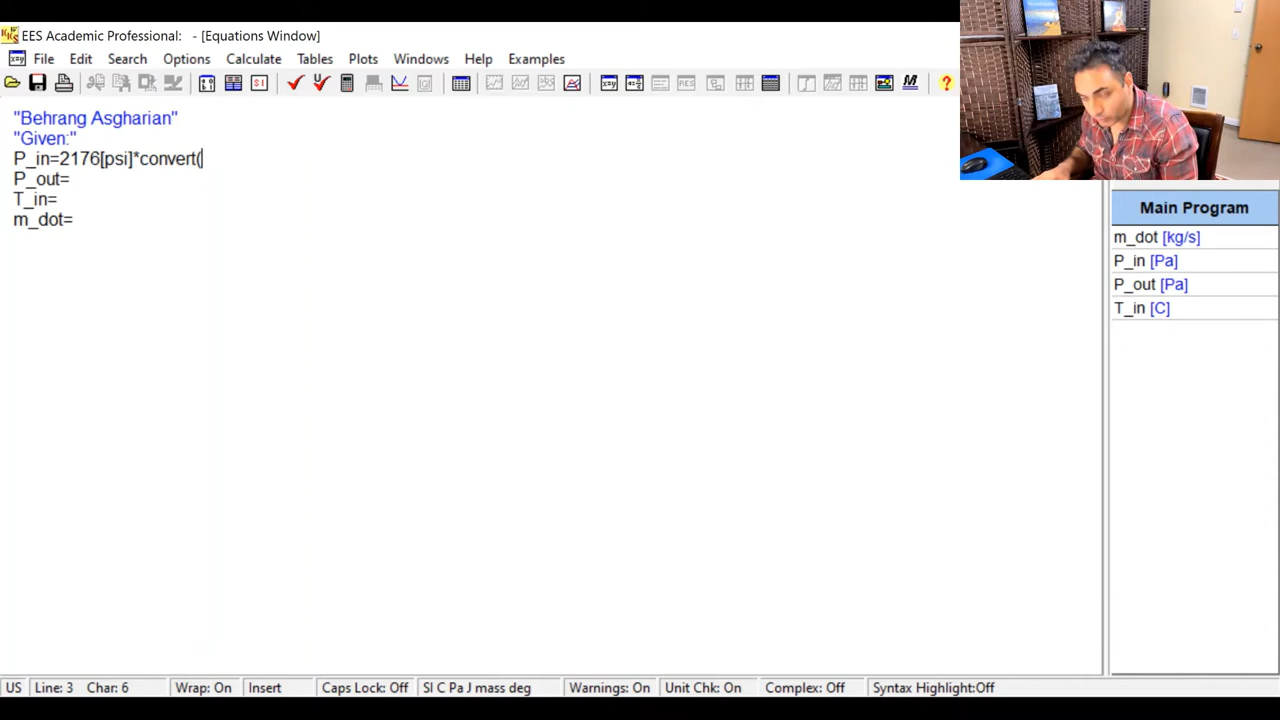 EES Academic Professional: - [Equations Window]
File Edit Search Options Calculate Tables Plots Windows Help Examples
"Behrang Asgharian"
"Given:"
P_in=2176[psi]*convert(
P_out=
T_in=
m_dot=
Main Program
m_dot [kg/s]
P_in [Pa]
P_out [Pa]
T_in [C]
US Line: 3 Char: 6 Wrap: On Insert Caps Lock: Off SI C Pa J mass deg Warnings: On Unit Chk: On Complex: Off Syntax Highlight:Off